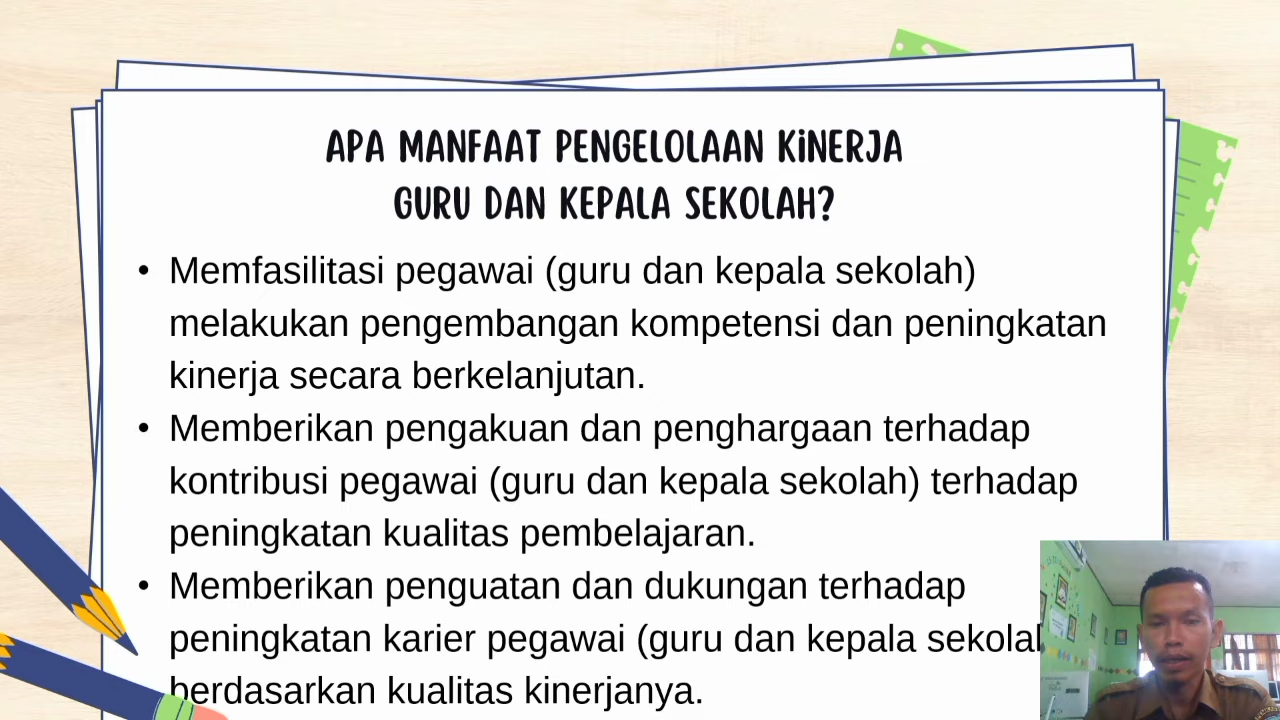 APA MANFAAT PENGELOLAAN KINERJA
GURU DAN KEPALA SEKOLAH?
• Memfasilitasi pegawai (guru dan kepala sekolah)
melakukan pengembangan kompetensi dan peningkatan
kinerja secara berkelanjutan.
• Memberikan pengakuan dan penghargaan terhadap
kontribusi pegawai (guru dan kepala sekolah) terhadap
peningkatan kualitas pembelajaran.
• Memberikan penguatan dan dukungan terhadap
peningkatan karier pegawai (guru dan kepala
berdasarkan kualitas kinerjanya.